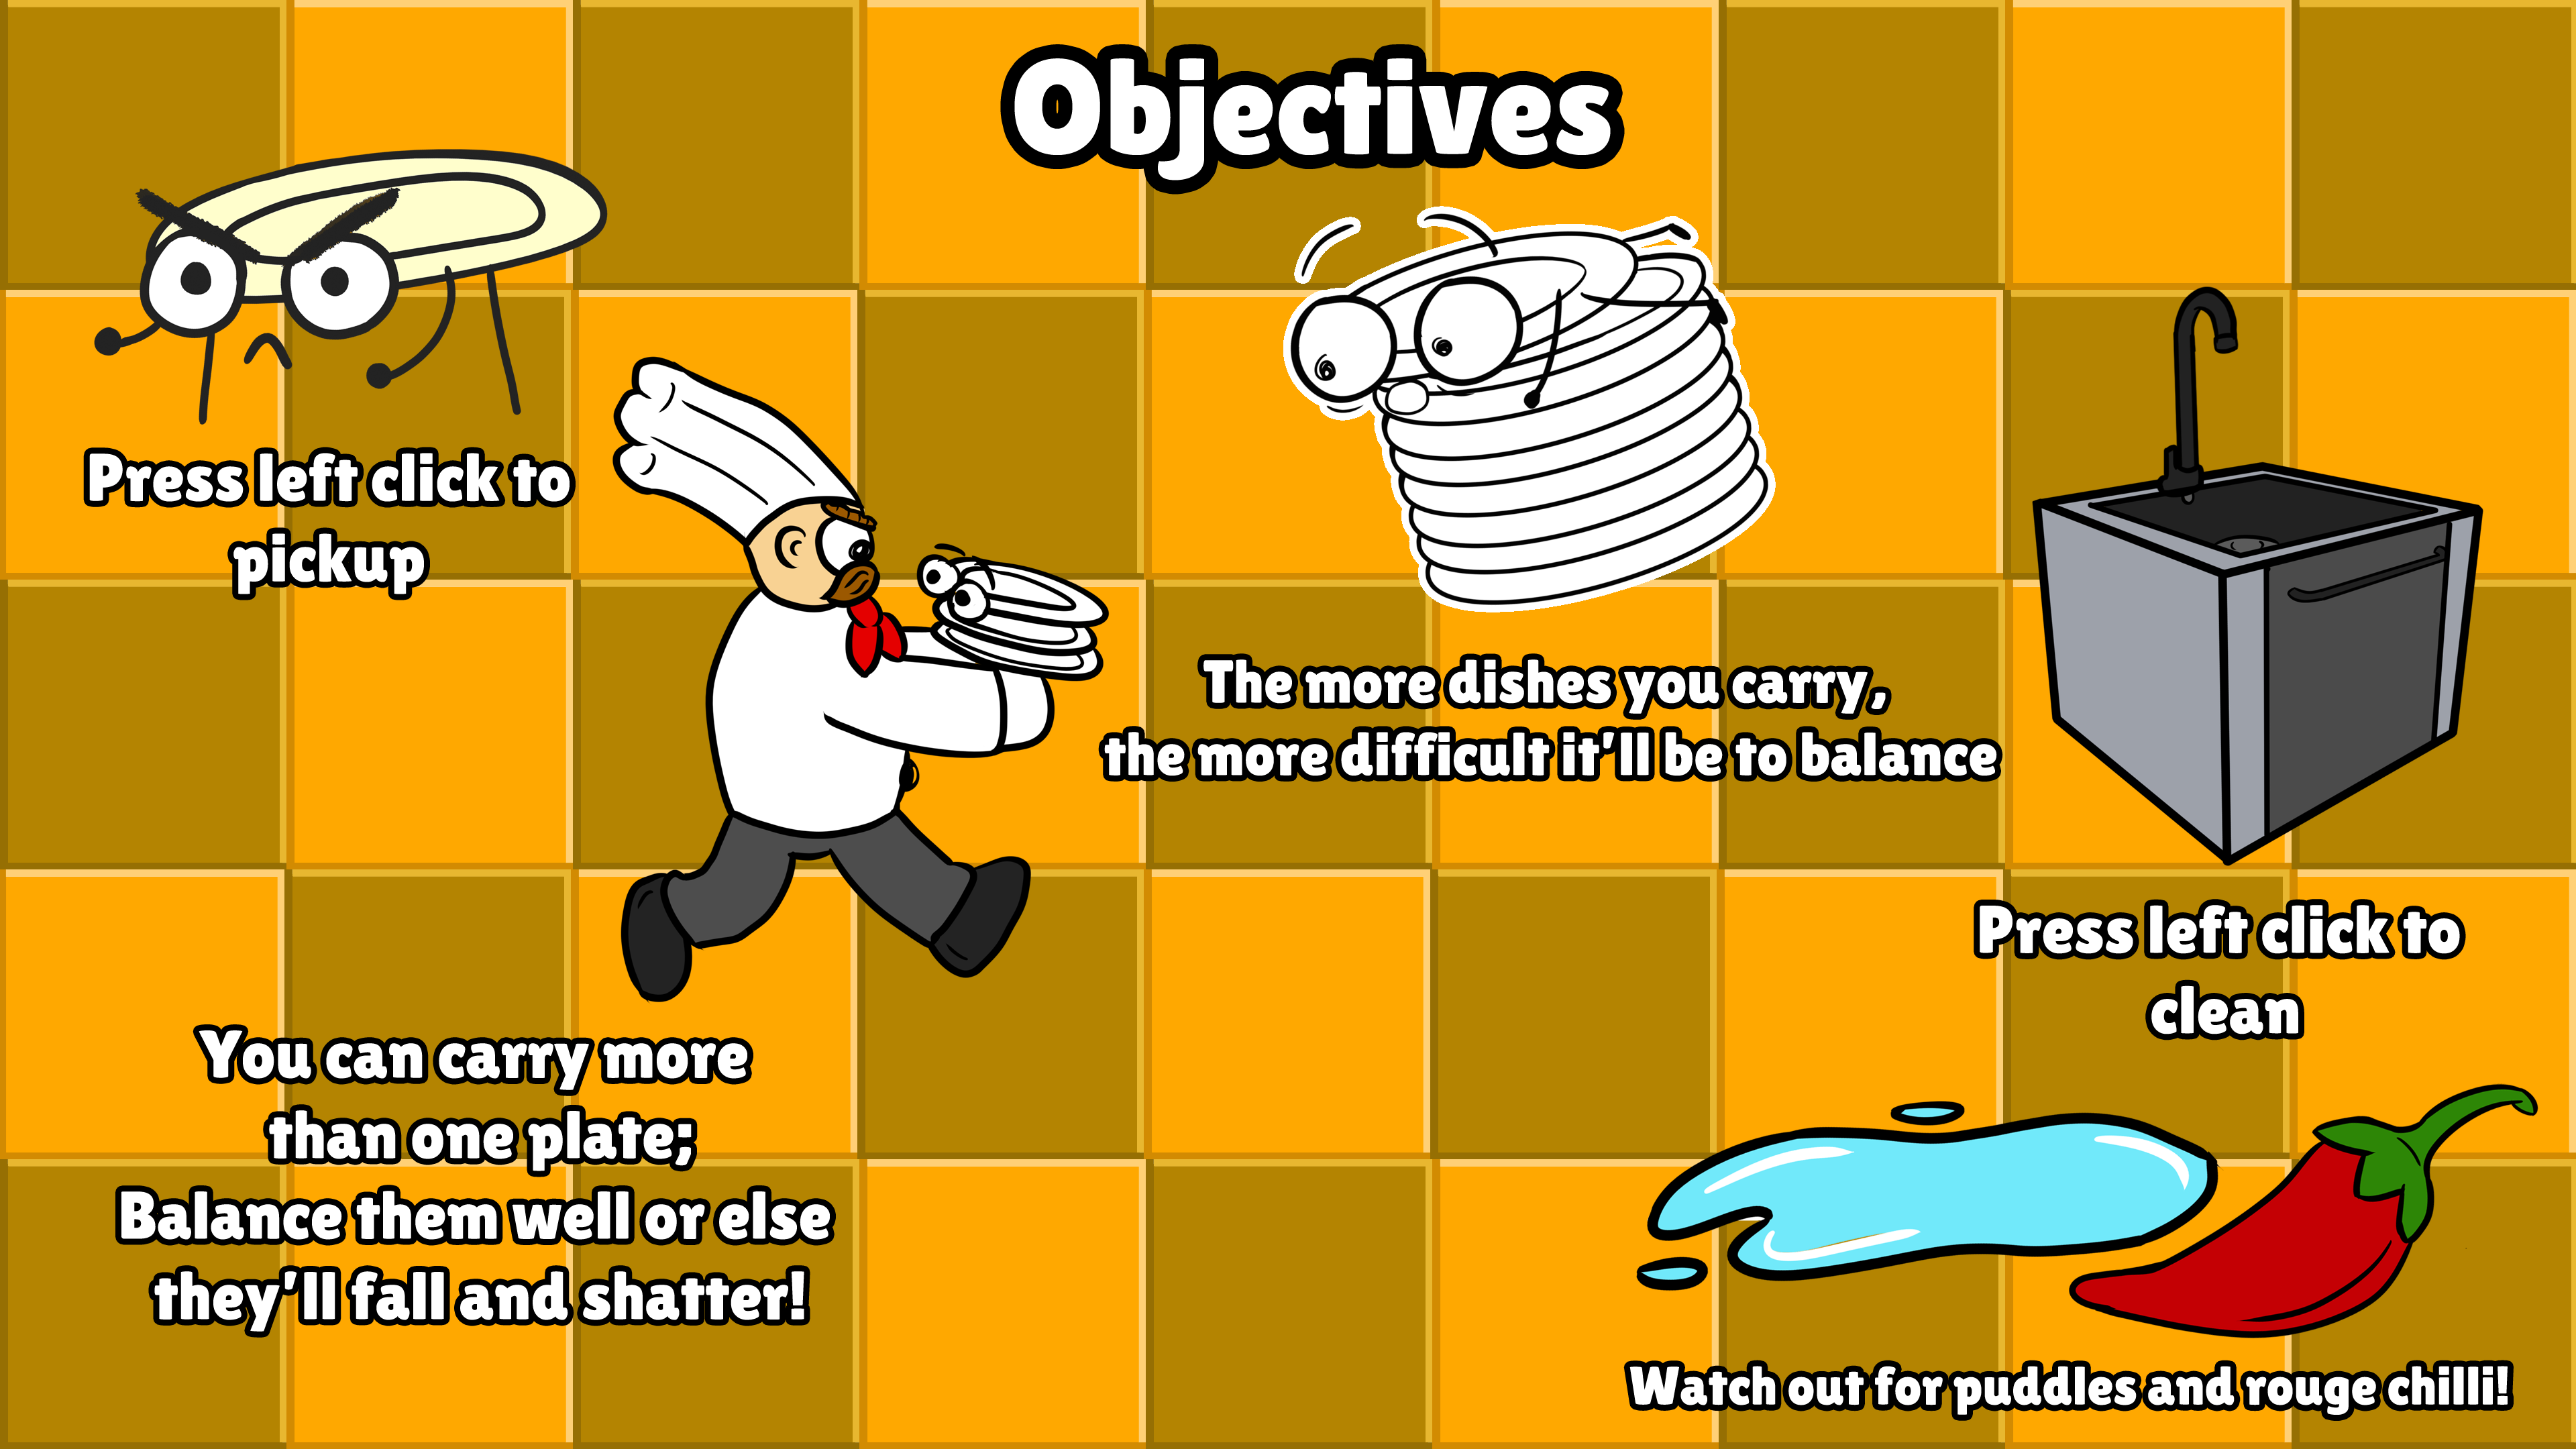 Objectives
Press left click to
pickup
The more dishes you carry,
the more difficult it'll be to balance
Press left click to
clean
You can carry more
than one plate;
Balance them well or else
they'll fall and shatter!
Watch out for puddles and rouge chilli!